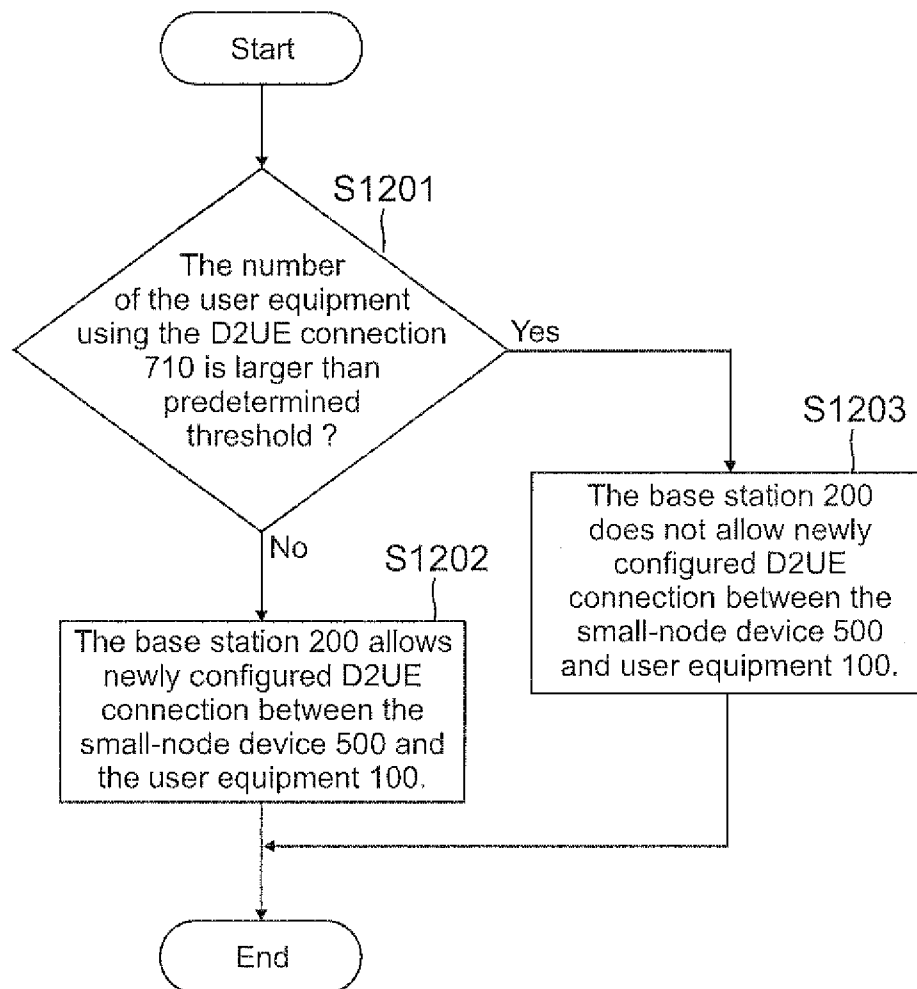 Start
S1201
The number
of the user equipment
using the D2UE connection
710 is larger than
predetermined
threshold ?
Yes
No
S1203
The base station 200
does not allow newly
configured D2UE
connection between the
small-node device 500
and user equipment 100.
S1202
The base station 200 allows
newly configured D2UE
connection between the
small-node device 500 and
the user equipment 100.
End